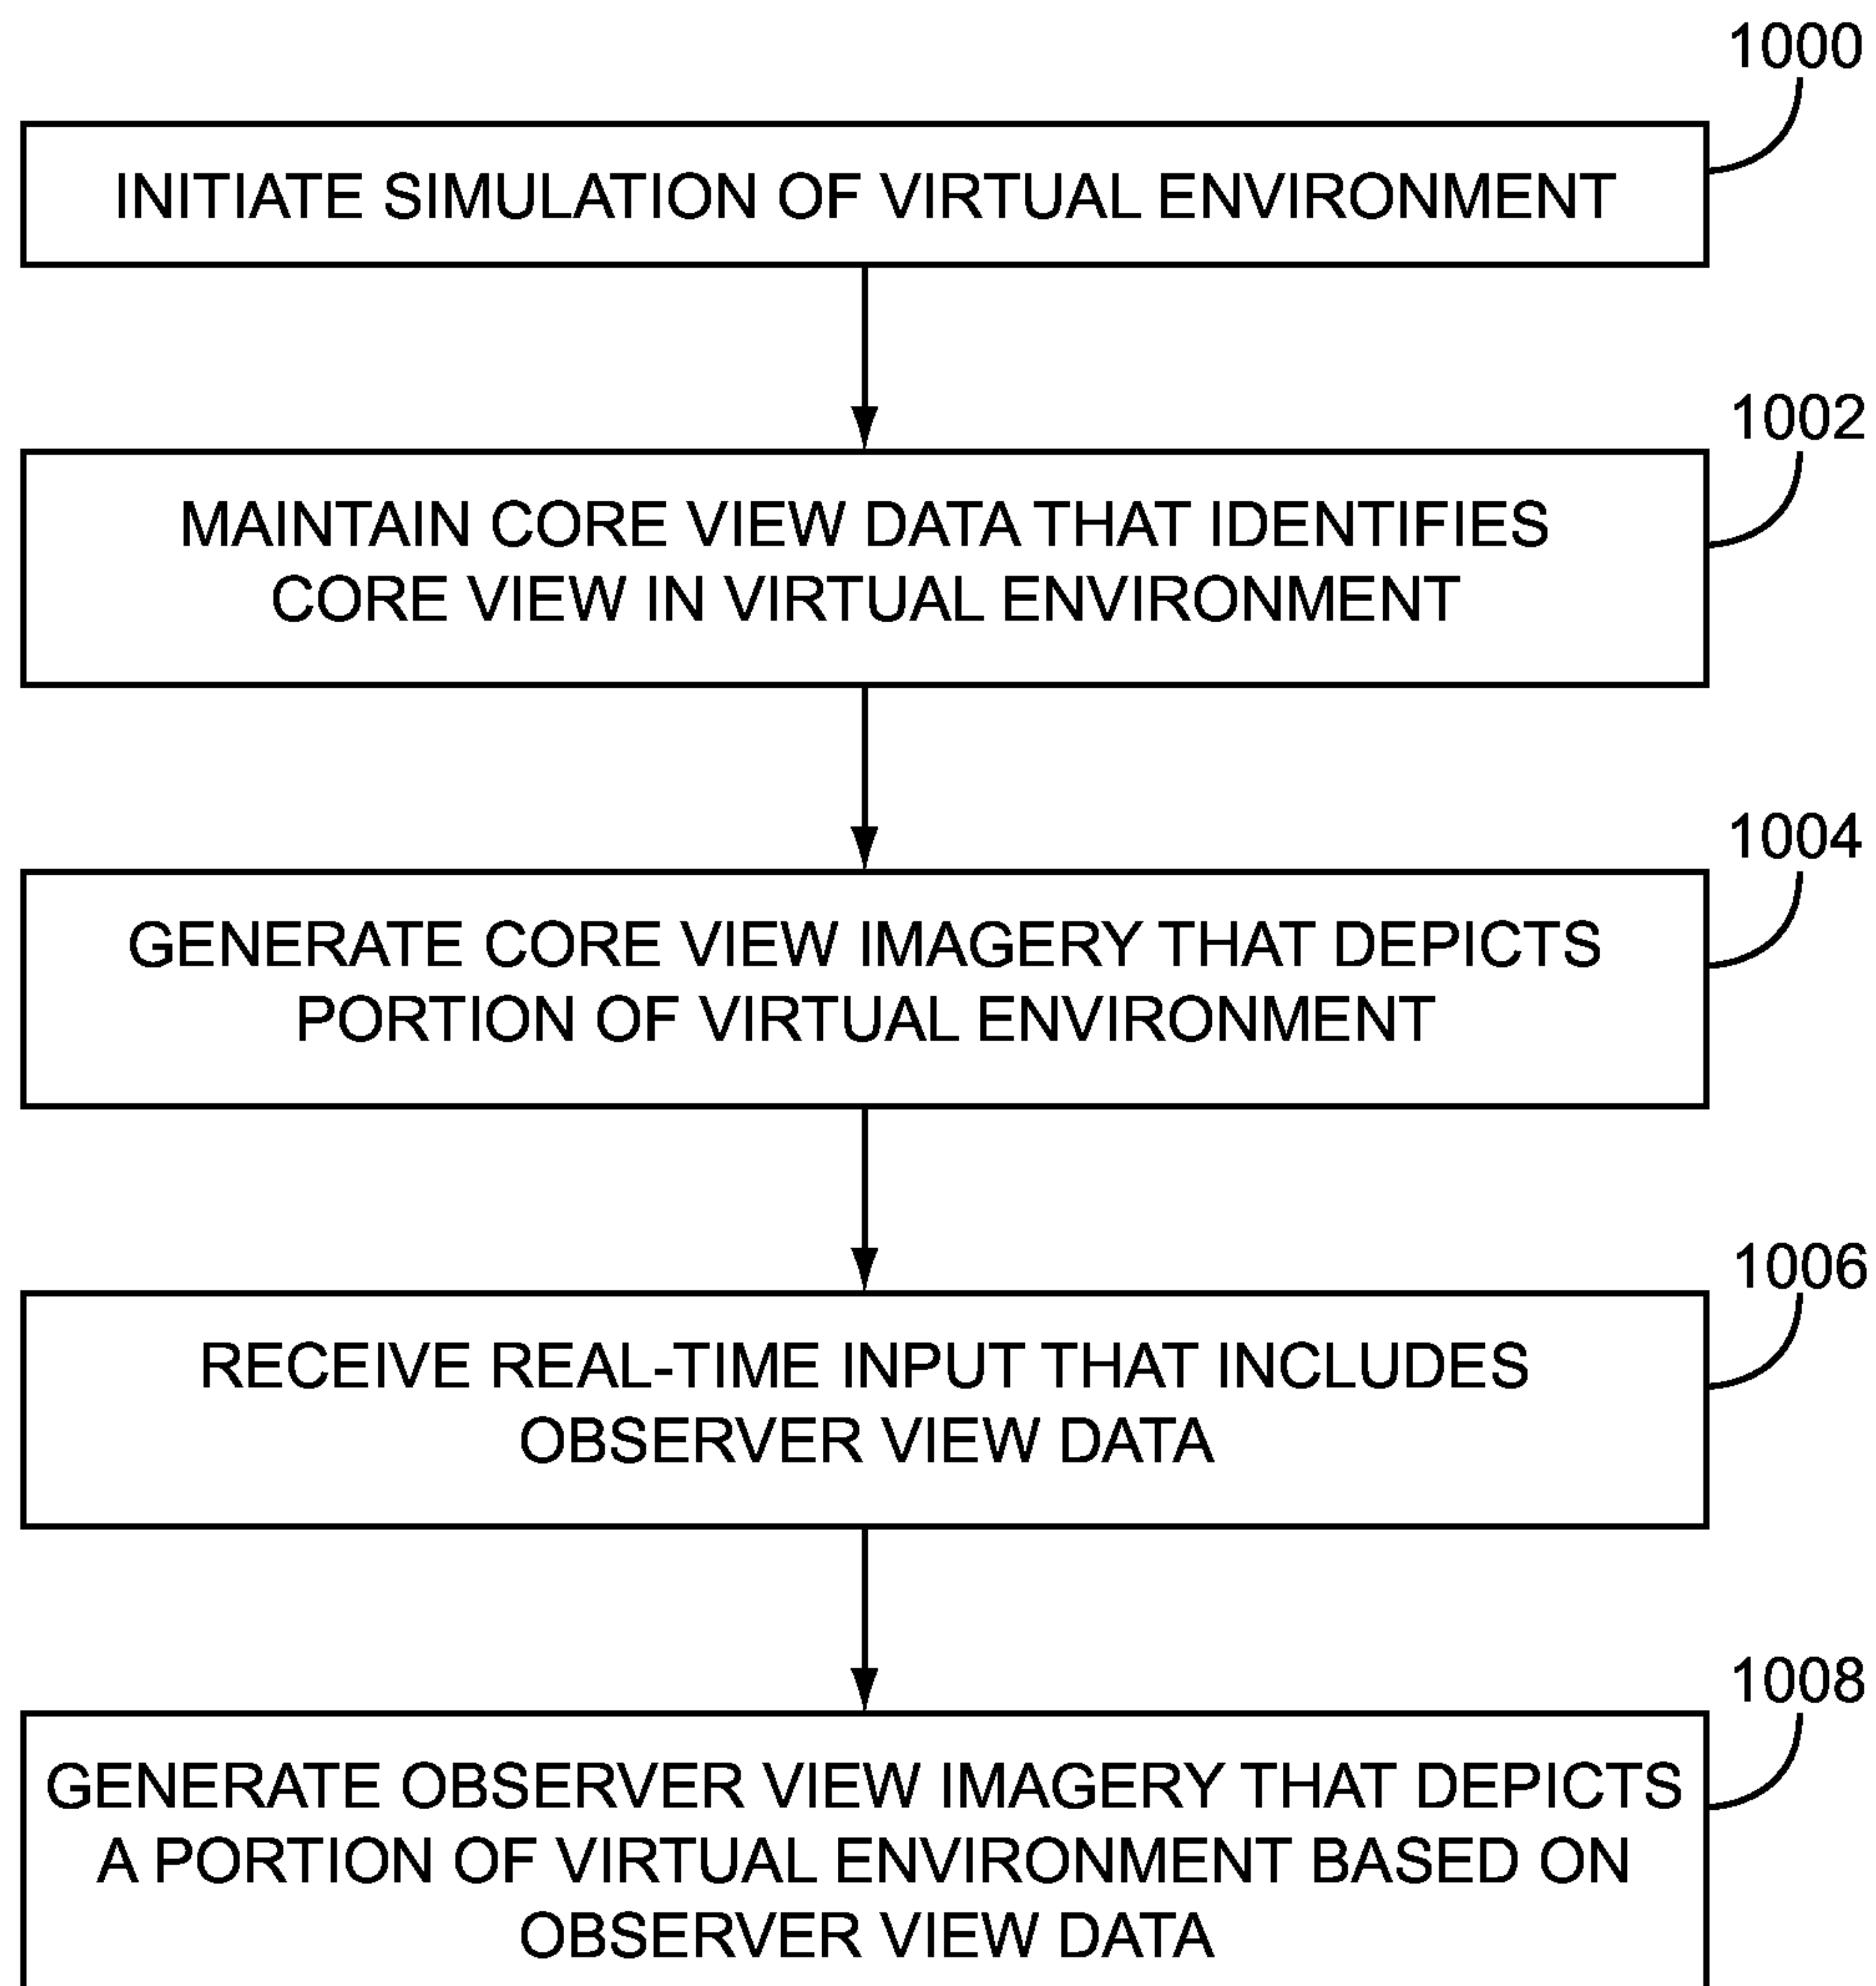 1000
INITIATE SIMULATION OF VIRTUAL ENVIRONMENT
1002
MAINTAIN CORE VIEW DATA THAT IDENTIFIES
CORE VIEW IN VIRTUAL ENVIRONMENT
1004
GENERATE CORE VIEW IMAGERY THAT DEPICTS
PORTION OF VIRTUAL ENVIRONMENT
1006
RECEIVE REAL-TIME INPUT THAT INCLUDES
OBSERVER VIEW DATA
1008
GENERATE OBSERVER VIEW IMAGERY THAT DEPICTS
A PORTION OF VIRTUAL ENVIRONMENT BASED ON
OBSERVER VIEW DATA